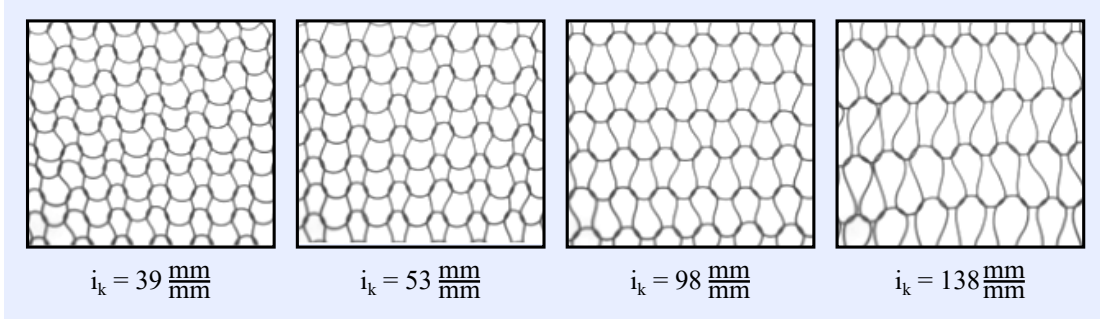 i_k = 39 mm/mm
i_k = 53 mm/mm
i_k = 98 mm/mm
i_k = 138 mm/mm